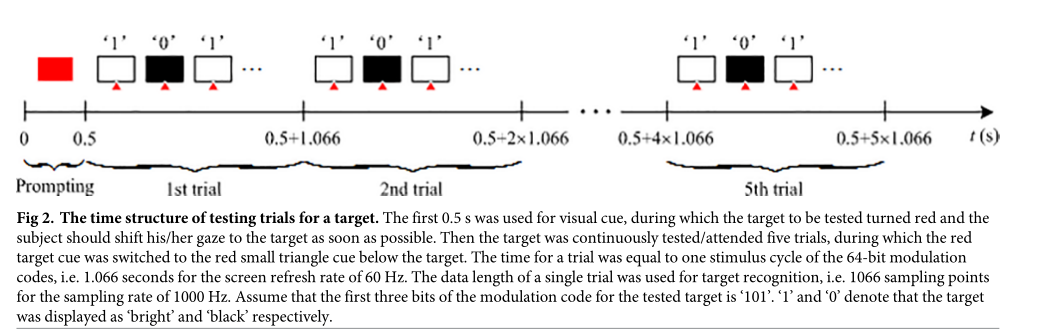 ‘1’ ‘0’ ‘1’ ‘1’ ‘0’ ‘1’ ‘1’ ‘0’ ‘1’
... ... ...
...
0 0.5 0.5+1.066 0.5+2×1.066 0.5+4×1.066 0.5+5×1.066 t (s)
Prompting 1st trial 2nd trial 5th trial
Fig 2. The time structure of testing trials for a target. The first 0.5 s was used for visual cue, during which the target to be tested turned red and the
subject should shift his/her gaze to the target as soon as possible. Then the target was continuously tested/attended five trials, during which the red
target cue was switched to the red small triangle cue below the target. The time for a trial was equal to one stimulus cycle of the 64-bit modulation
codes, i.e. 1.066 seconds for the screen refresh rate of 60 Hz. The data length of a single trial was used for target recognition, i.e. 1066 sampling points
for the sampling rate of 1000 Hz. Assume that the first three bits of the modulation code for the tested target is ‘101’. ‘1’ and ‘0’ denote that the target
was displayed as ‘bright’ and ‘black’ respectively.